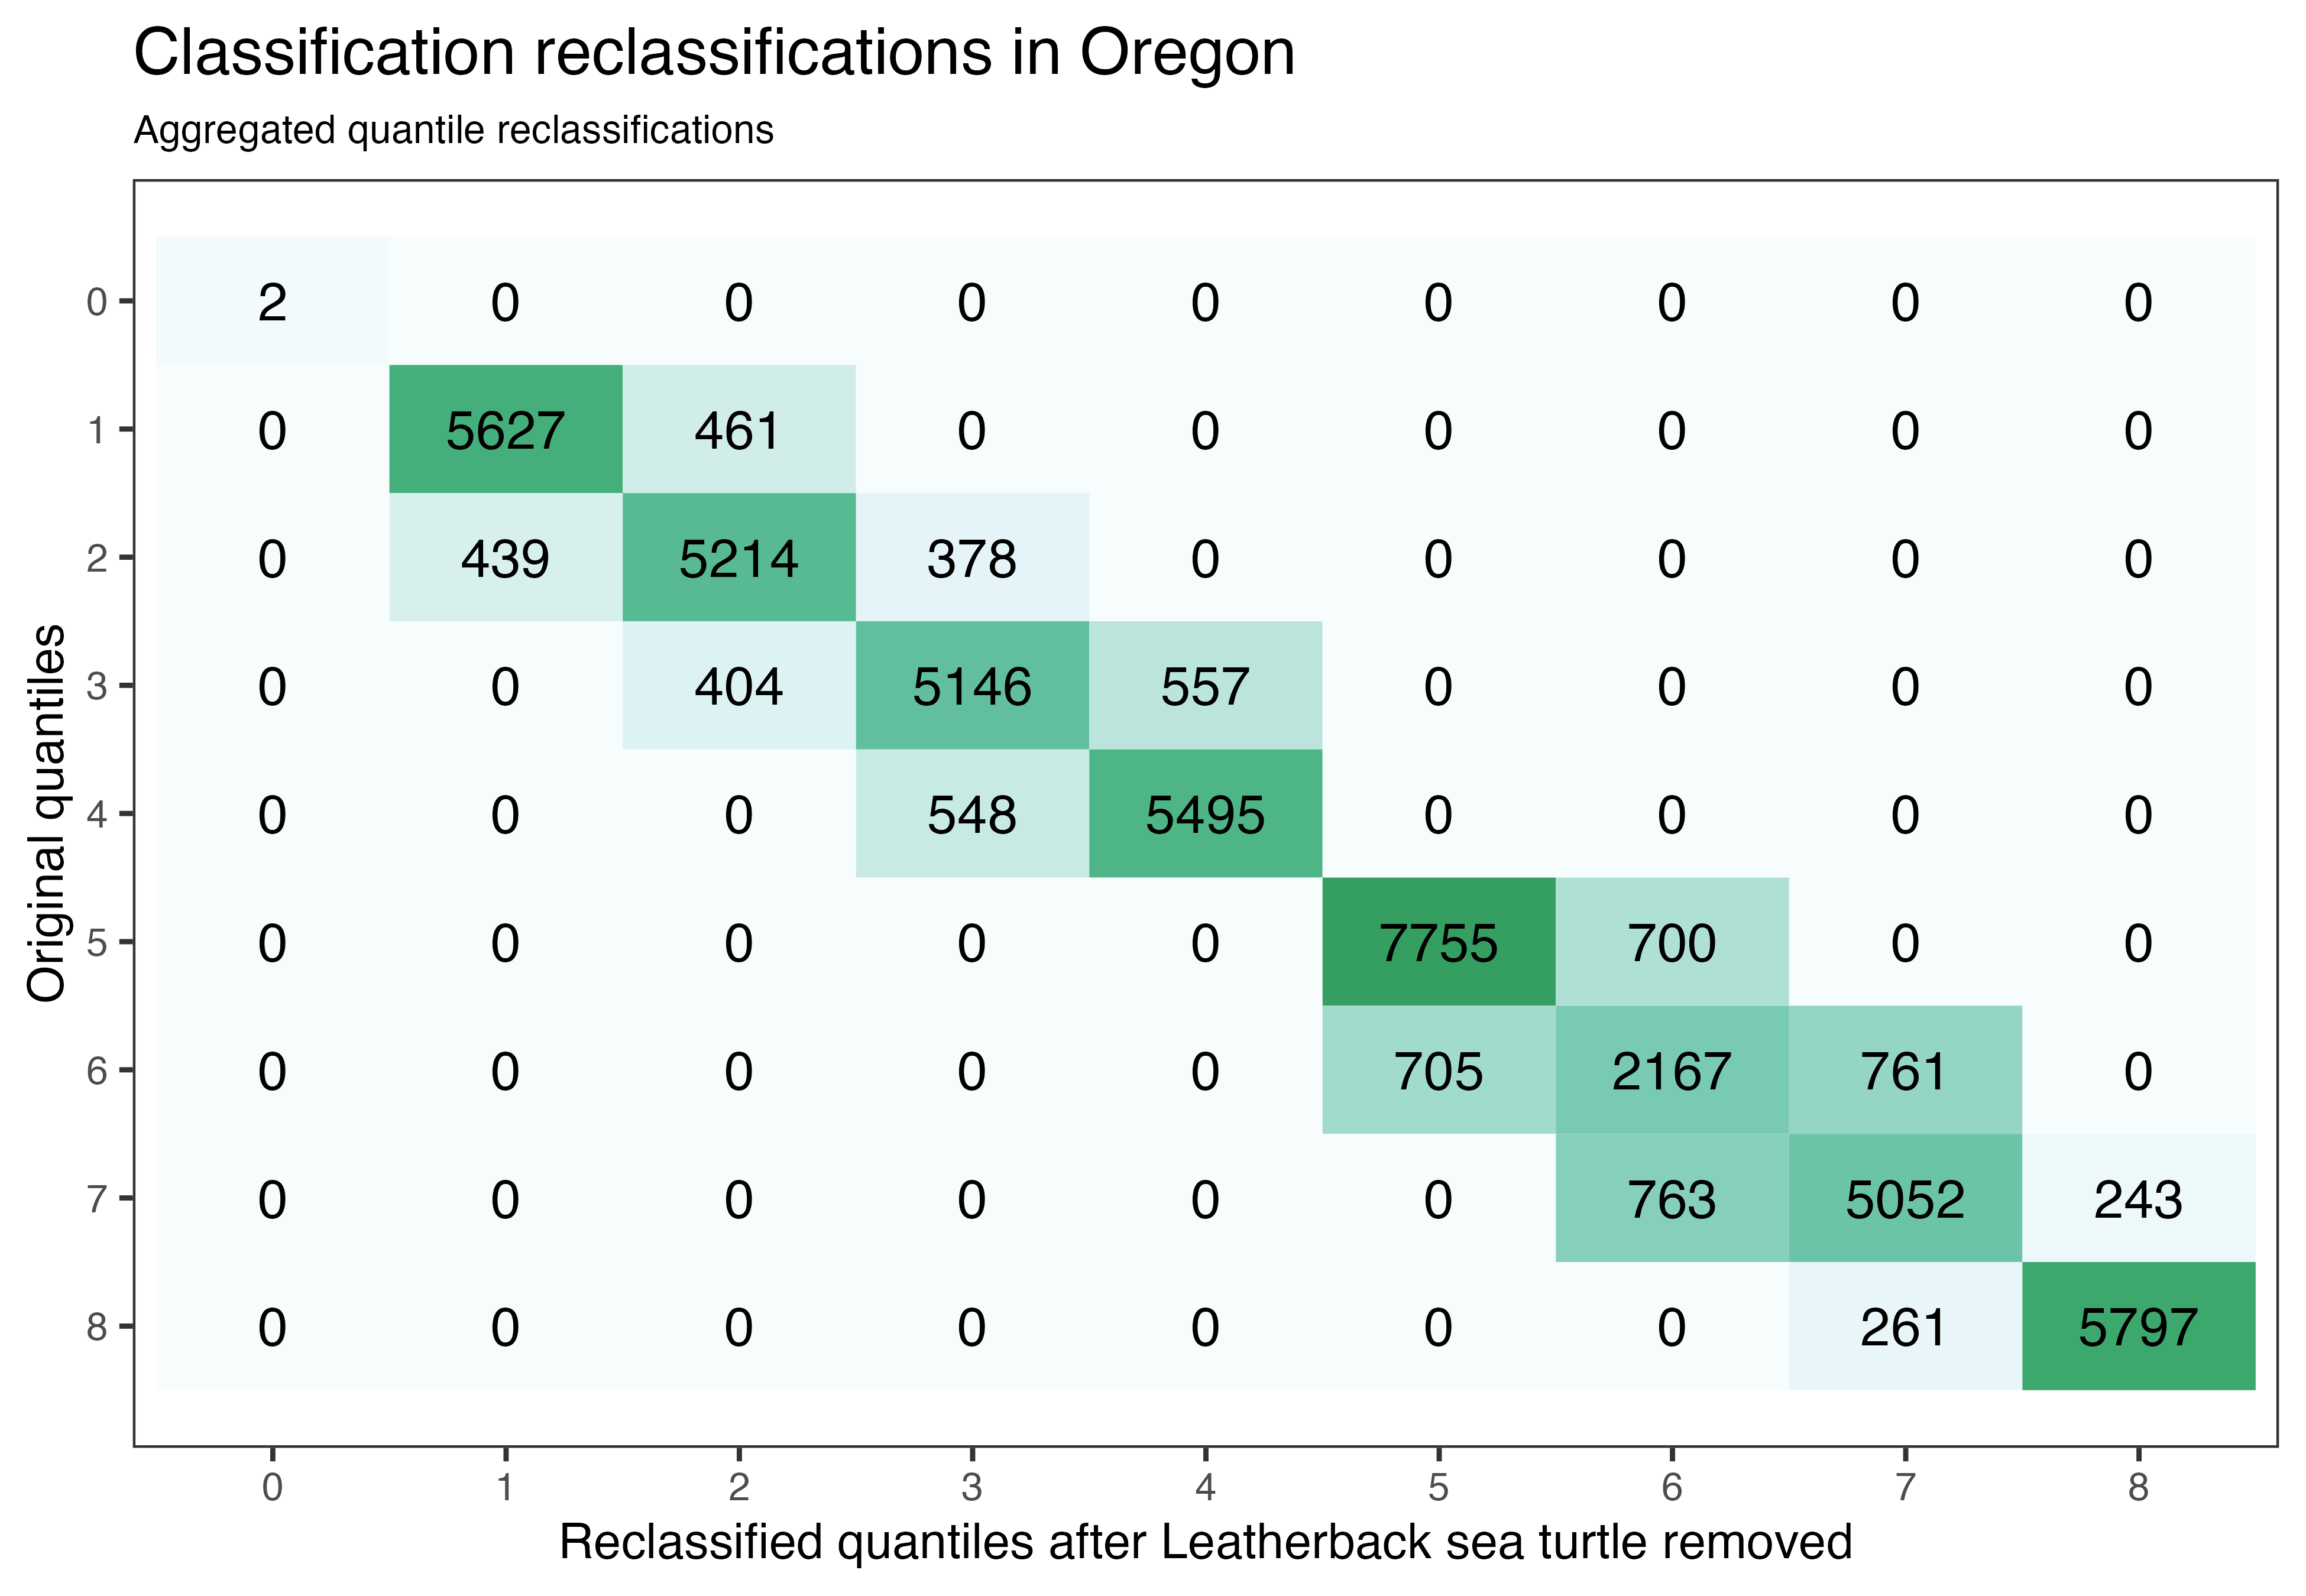 Classification reclassifications in Oregon
Aggregated quantile reclassifications
Original quantiles
0 2 0 0 0 0 0 0 0 0
1 0 5627 461 0 0 0 0 0 0
2 0 439 5214 378 0 0 0 0 0
3 0 0 404 5146 557 0 0 0 0
4 0 0 0 548 5495 0 0 0 0
5 0 0 0 0 0 7755 700 0 0
6 0 0 0 0 0 705 2167 761 0
7 0 0 0 0 0 0 763 5052 243
8 0 0 0 0 0 0 0 261 5797
0 1 2 3 4 5 6 7 8
Reclassified quantiles after Leatherback sea turtle removed